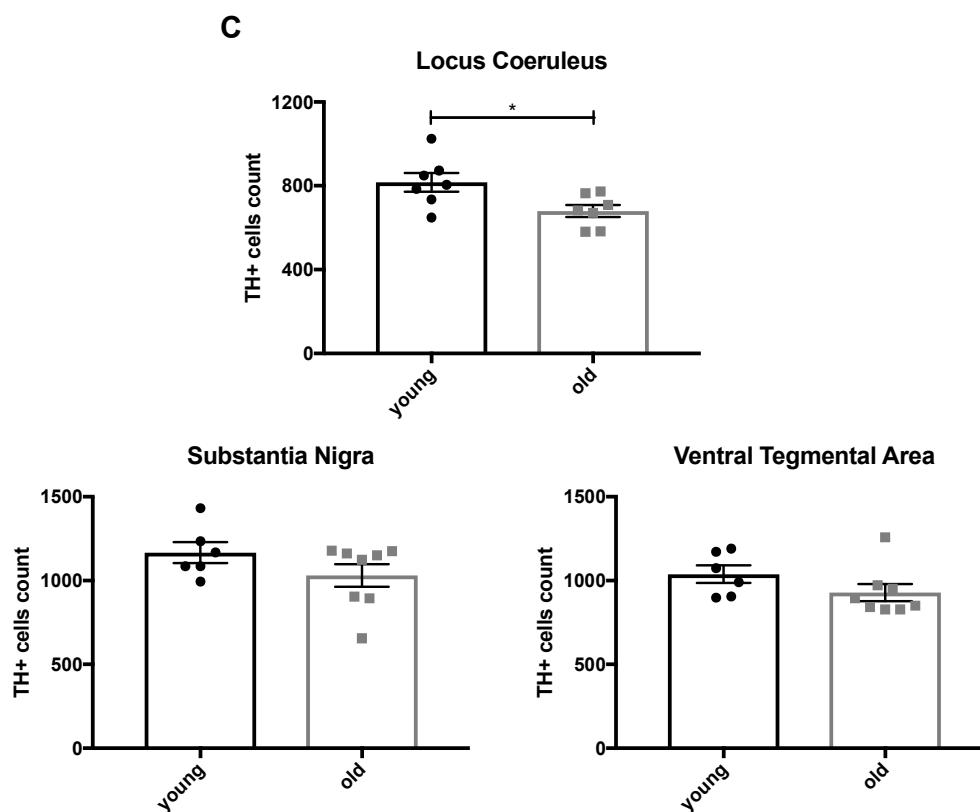 C
Locus Coeruleus
*
1200
800
400
0
TH+ cells count
young
old
Substantia Nigra
1500
1000
500
0
TH+ cells count
young
old
Ventral Tegmental Area
1500
1000
500
0
TH+ cells count
young
old